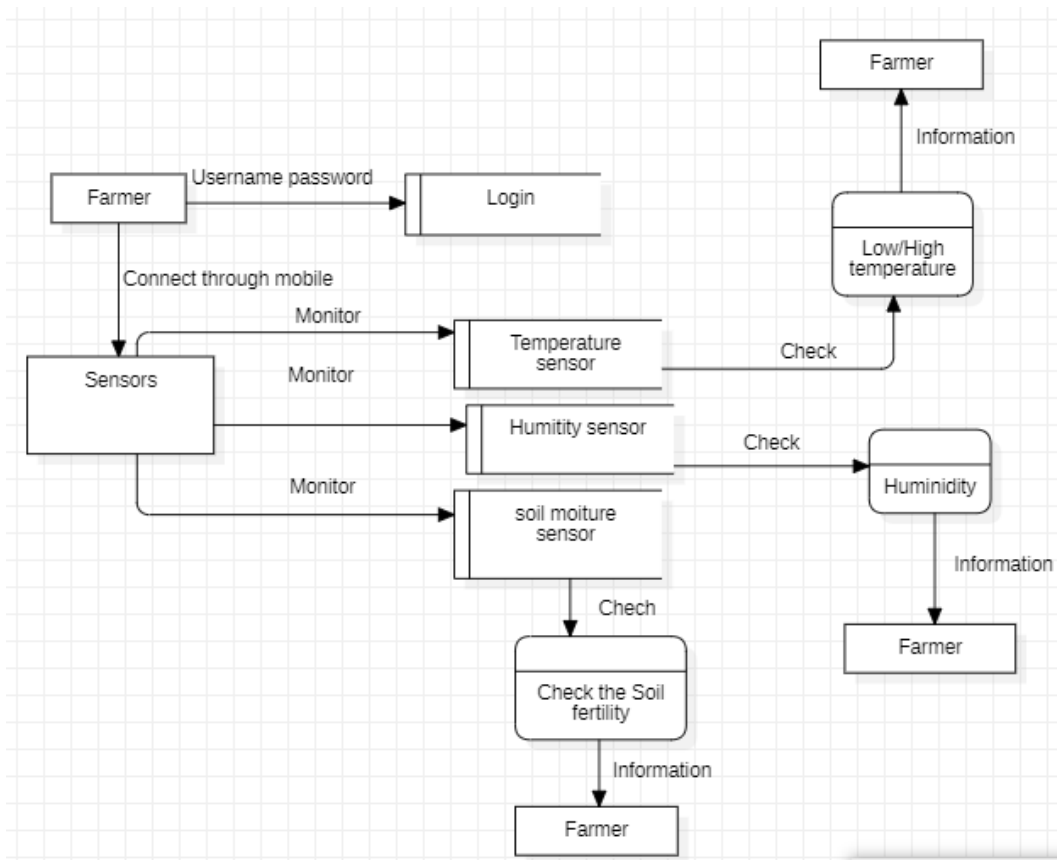 Farmer
Information
Farmer
Username password
Login
Low/High
temperature
Connect through mobile
Monitor
Temperature
sensor
Check
Sensors
Monitor
Humitity sensor
Check
Huminidity
Monitor
soil moiture
sensor
Information
Chech
Farmer
Check the Soil
fertility
Information
Farmer